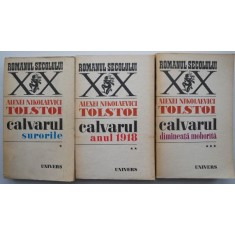 ROMANUL SECOLULUI
XX
ALEXEI NIKOLAEVICI
TOLSTOI
calvarul
surorile
*
UNIVERS
ROMANUL SECOLULUI
XX
ALEXEI NIKOLAEVICI
TOLSTOI
calvarul
anul 1918
**
UNIVERS
ROMANUL SECOLULUI
XX
ALEXEI NIKOLAEVICI
TOLSTOI
calvarul
dimineață mohorîtă
***
UNIVERS